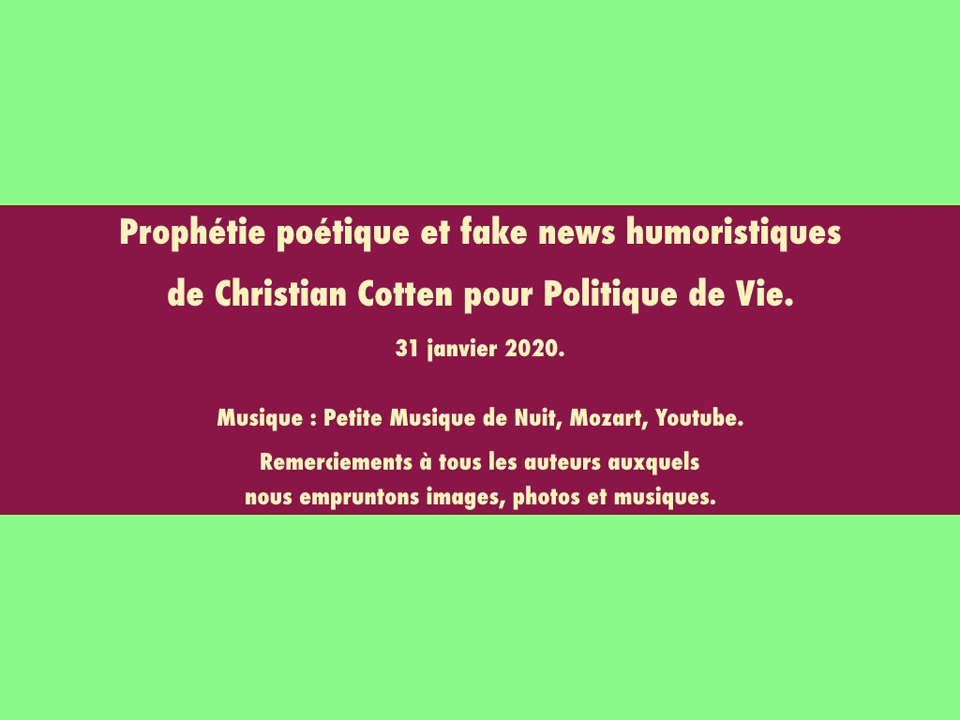 Prophétie poétique et fake news humoristiques
de Christian Cotten pour Politique de Vie.
31 janvier 2020.
Musique : Petite Musique de Nuit, Mozart, Youtube.
Remerciements à tous les auteurs auxquels
nous empruntons images, photos et musiques.